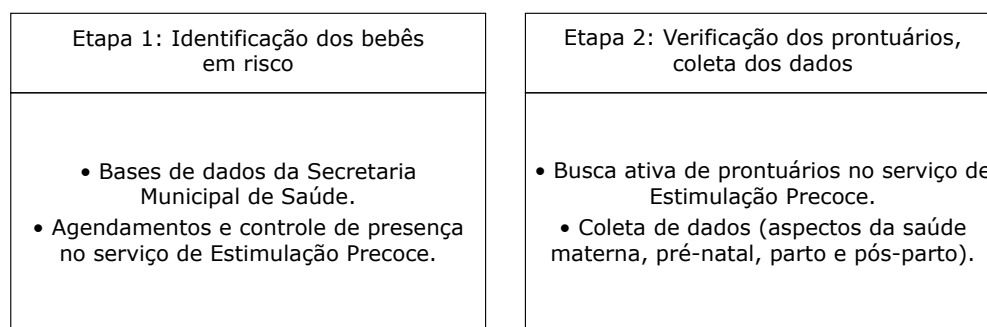 Etapa 1: Identificação dos bebês
em risco
• Bases de dados da Secretaria
Municipal de Saúde.
• Agendamentos e controle de presença
no serviço de Estimulação Precoce.
Etapa 2: Verificação dos prontuários,
coleta dos dados
• Busca ativa de prontuários no serviço de
Estimulação Precoce.
• Coleta de dados (aspectos da saúde
materna, pré-natal, parto e pós-parto).